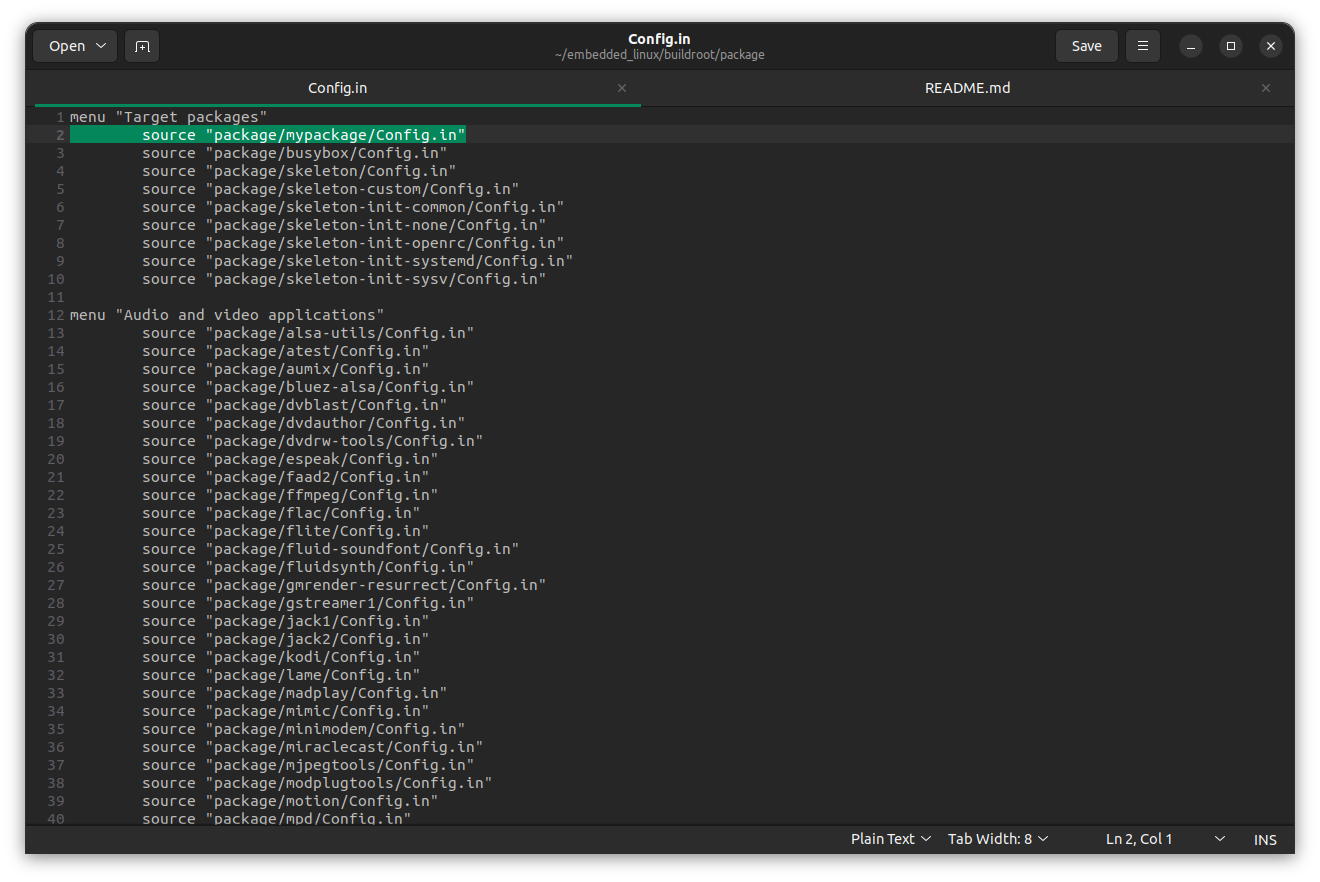 Open
Config.in
~/embedded_linux/buildroot/package
Save
Config.in
README.md
1 menu "Target packages"
2 source "package/mypackage/Config.in"
3 source "package/busybox/Config.in"
4 source "package/skeleton/Config.in"
5 source "package/skeleton-custom/Config.in"
6 source "package/skeleton-init-common/Config.in"
7 source "package/skeleton-init-none/Config.in"
8 source "package/skeleton-init-openrc/Config.in"
9 source "package/skeleton-init-systemd/Config.in"
10 source "package/skeleton-init-sysv/Config.in"
11
12 menu "Audio and video applications"
13 source "package/alsa-utils/Config.in"
14 source "package/atest/Config.in"
15 source "package/aumix/Config.in"
16 source "package/bluez-alsa/Config.in"
17 source "package/dvblast/Config.in"
18 source "package/dvdauthor/Config.in"
19 source "package/dvdrw-tools/Config.in"
20 source "package/espeak/Config.in"
21 source "package/faad2/Config.in"
22 source "package/ffmpeg/Config.in"
23 source "package/flac/Config.in"
24 source "package/flite/Config.in"
25 source "package/fluid-soundfont/Config.in"
26 source "package/fluidsynth/Config.in"
27 source "package/gmrender-resurrect/Config.in"
28 source "package/gstreamer1/Config.in"
29 source "package/jack1/Config.in"
30 source "package/jack2/Config.in"
31 source "package/kodi/Config.in"
32 source "package/lame/Config.in"
33 source "package/madplay/Config.in"
34 source "package/mimic/Config.in"
35 source "package/minimodem/Config.in"
36 source "package/miraclecast/Config.in"
37 source "package/mjpegtools/Config.in"
38 source "package/modplugtools/Config.in"
39 source "package/motion/Config.in"
40 source "package/mpd/Config.in"
Plain Text Tab Width: 8 Ln 2, Col 1 INS